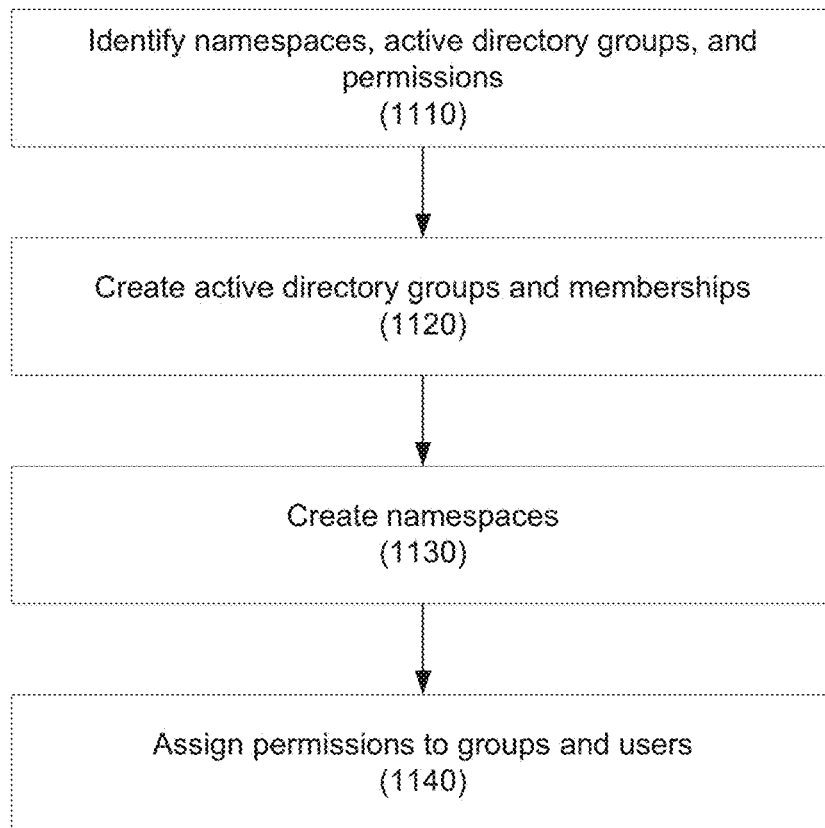 Identify namespaces, active directory groups, and
permissions
(1110)
Create active directory groups and memberships
(1120)
Create namespaces
(1130)
Assign permissions to groups and users
(1140)